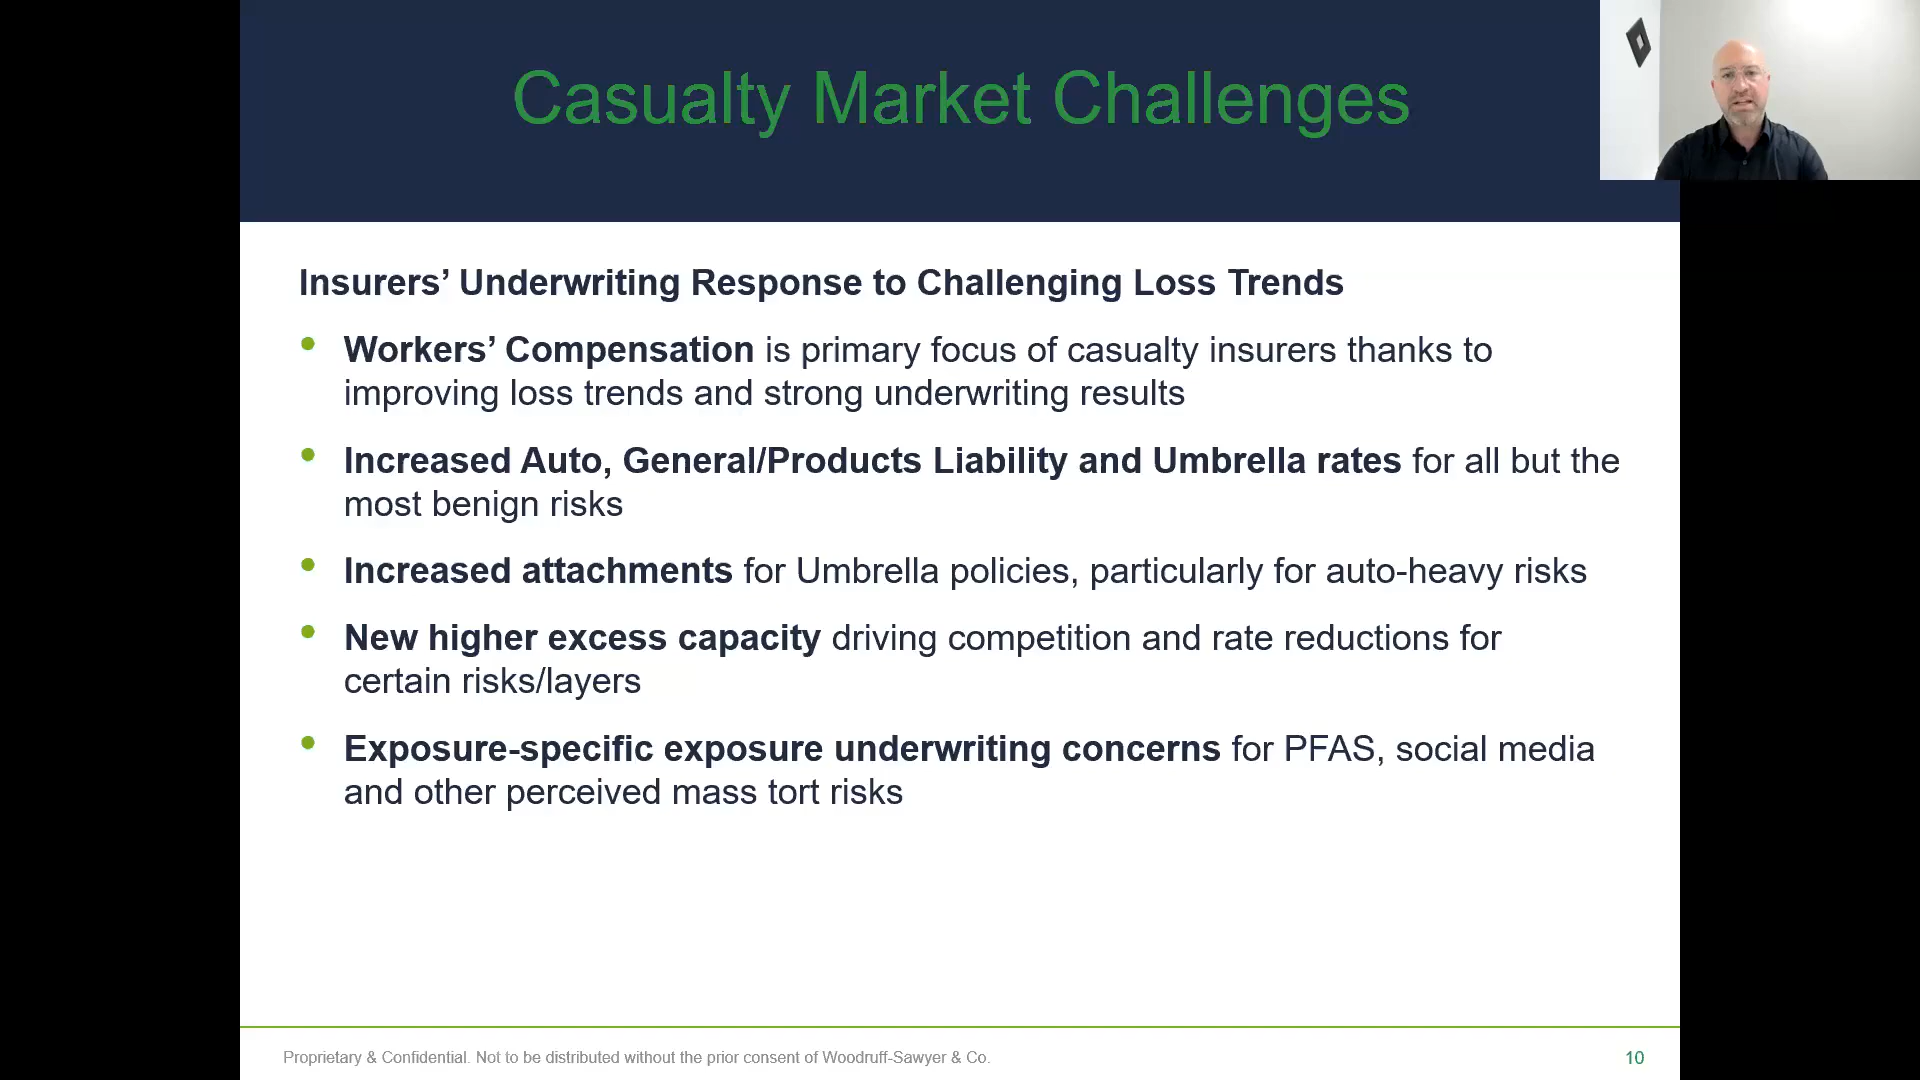 Casualty Market Challenges
Insurers’ Underwriting Response to Challenging Loss Trends
• Workers’ Compensation is primary focus of casualty insurers thanks to
improving loss trends and strong underwriting results
• Increased Auto, General/Products Liability and Umbrella rates for all but the
most benign risks
• Increased attachments for Umbrella policies, particularly for auto-heavy risks
• New higher excess capacity driving competition and rate reductions for
certain risks/layers
• Exposure-specific exposure underwriting concerns for PFAS, social media
and other perceived mass tort risks
Proprietary & Confidential. Not to be distributed without the prior consent of Woodruff-Sawyer & Co.
10